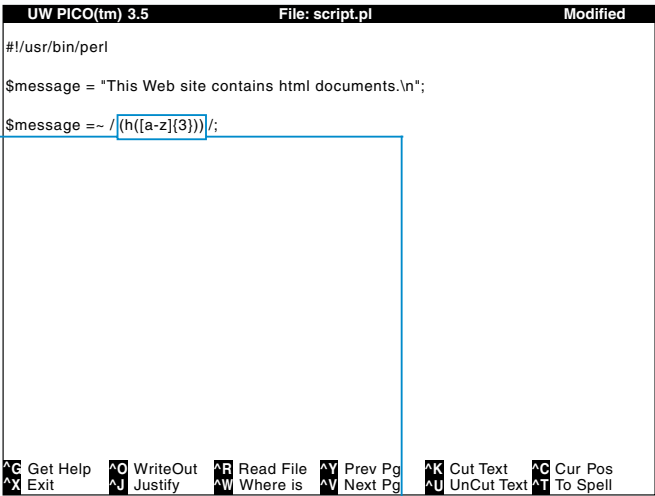 UW PICO(tm) 3.5 File: script.pl Modified
#!/usr/bin/perl
$message = "This Web site contains html documents.\n";
$message =~ /(h([a-z]{3}))/;
^G Get Help ^O WriteOut ^R Read File ^Y Prev Pg ^K Cut Text ^C Cur Pos
^X Exit ^J Justify ^W Where is ^V Next Pg ^U UnCut Text ^T To Spell